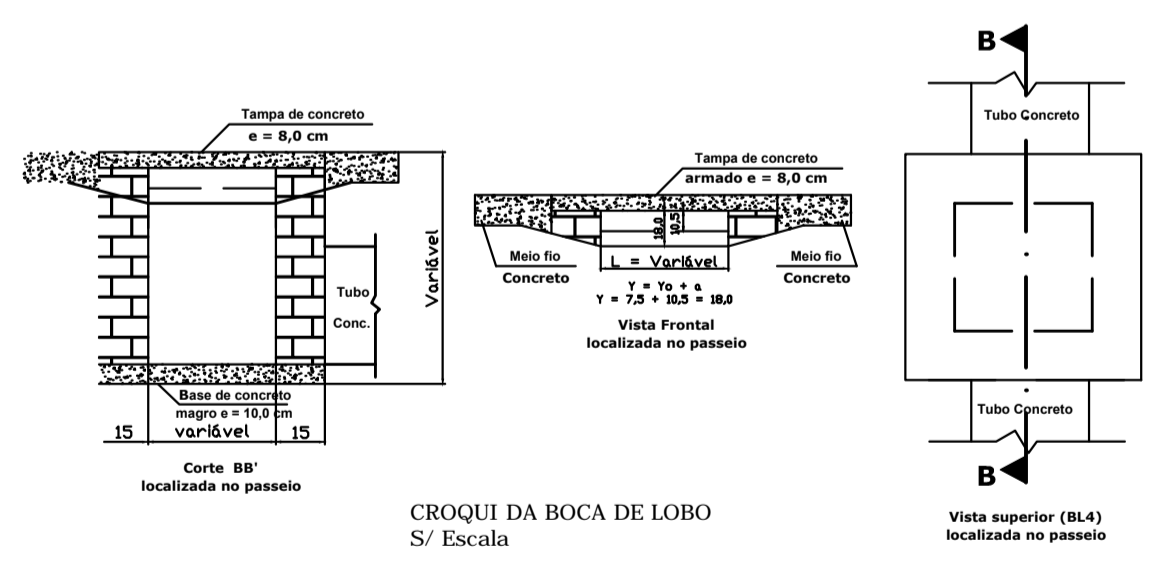 Tampa de concreto
e = 8,0 cm
Variável
Tubo
Conc.
Base de concreto
magro e = 10,0 cm
15
variável
15
Corte BB'
localizada no passeio
Tampa de concreto
armado e = 8,0 cm
18,0
10,5
Meio fio
Concreto
L = Variável
Meio fio
Concreto
Y = Yo + a
Y = 7,5 + 10,5 = 18,0
Vista Frontal
localizada no passeio
B
Tubo Concreto
Tubo Concreto
B
Vista superior (BL4)
localizada no passeio
CROQUI DA BOCA DE LOBO
S/ Escala